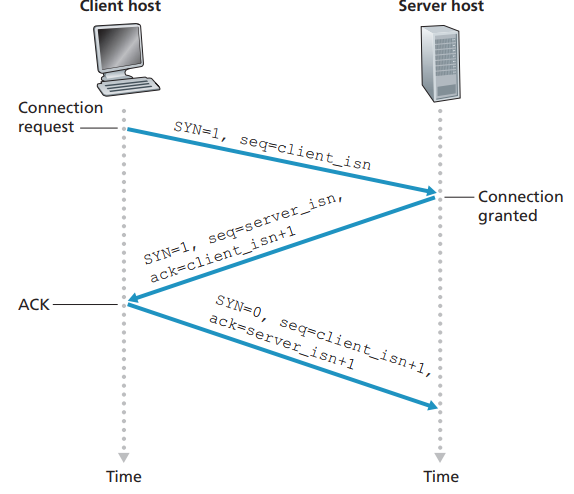 Client host
Server host
Connection
request
SYN=1, seq=client_isn
Connection
granted
SYN=1, seq=server_isn,
ack=client_isn+1
ACK
SYN=0, seq=client_isn+1,
ack=server_isn+1
Time
Time